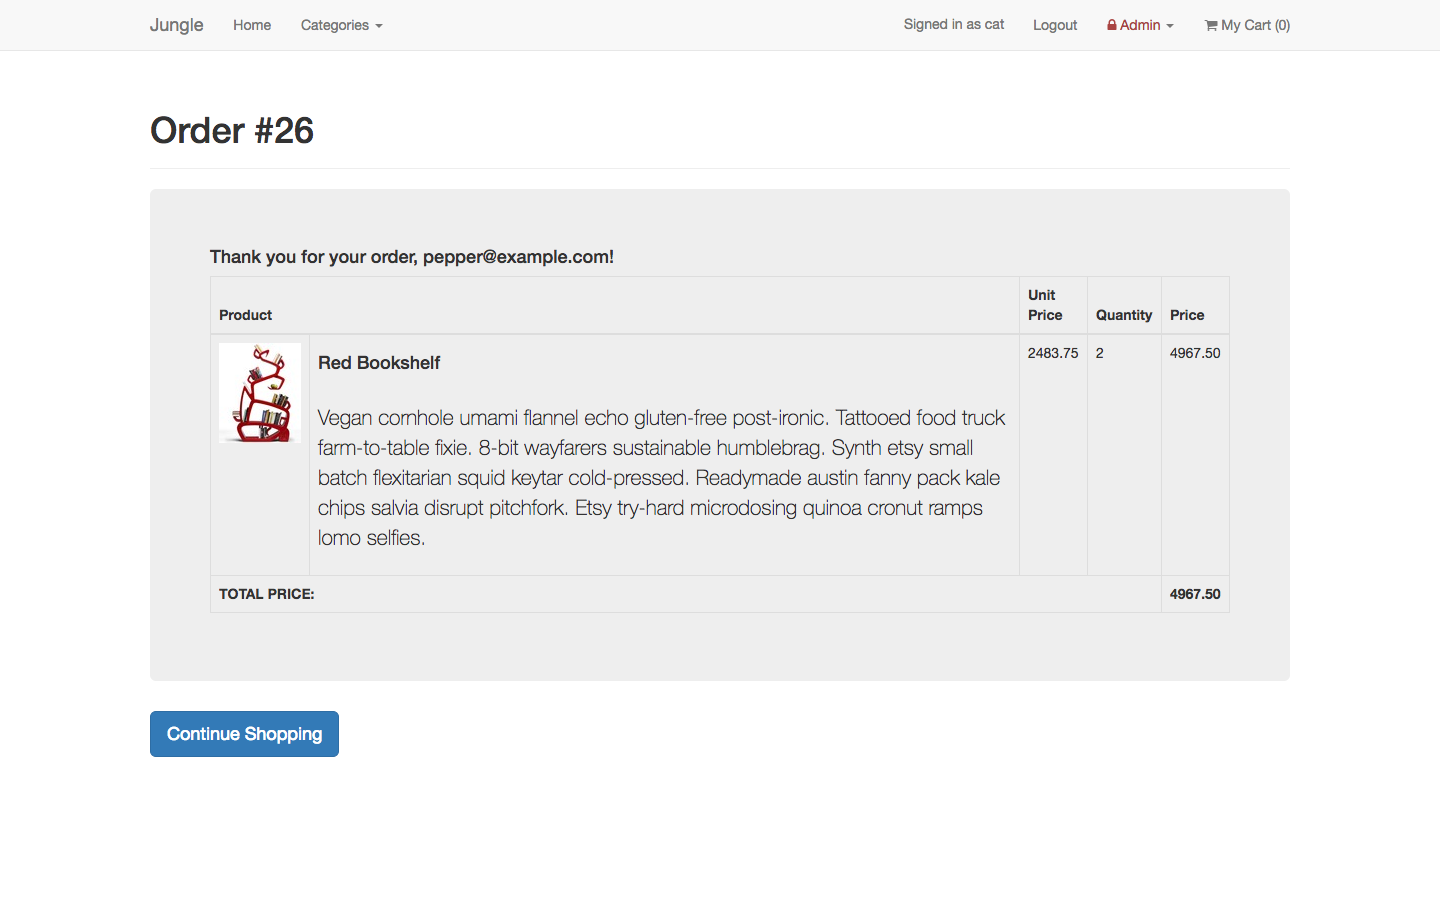 Jungle Home Categories Signed in as cat Logout Admin My Cart (0)
Order #26
Thank you for your order, pepper@example.com!
Product Unit Price Quantity Price
Red Bookshelf 2483.75 2 4967.50
Vegan cornhole umami flannel echo gluten-free post-ironic. Tattooed food truck
farm-to-table fixie. 8-bit wayfarers sustainable humblebrag. Synth etsy small
batch flexitarian squid keytar cold-pressed. Readymade austin fanny pack kale
chips salvia disrupt pitchfork. Etsy try-hard microdosing quinoa cronut ramps
lomo selfies.
TOTAL PRICE: 4967.50
Continue Shopping